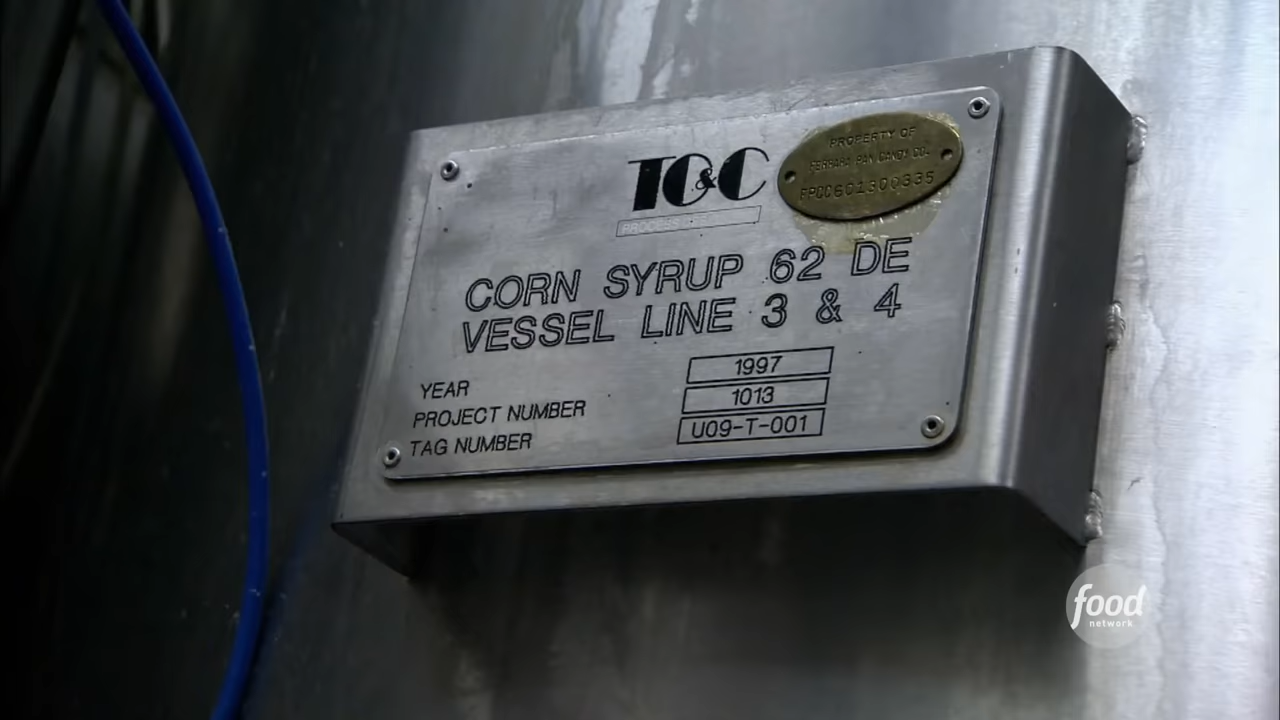 TC&C
PROCESS
PROPERTY OF
FERRARA PAN CANDY CO.
FPCC601300335
CORN SYRUP 62 DE
VESSEL LINE 3 & 4
YEAR 1997
PROJECT NUMBER 1013
TAG NUMBER U09-T-001
food
network